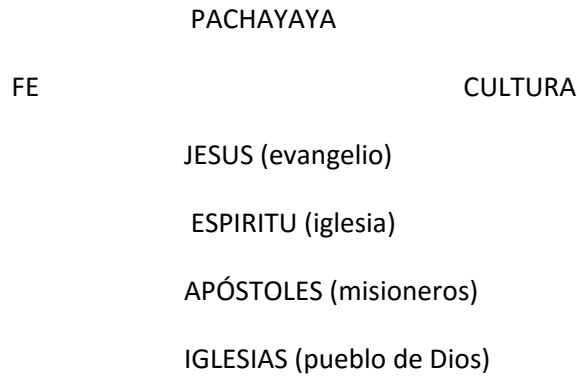 PACHAYAYA
FE CULTURA
JESUS (evangelio)
ESPIRITU (iglesia)
APÓSTOLES (misioneros)
IGLESIAS (pueblo de Dios)